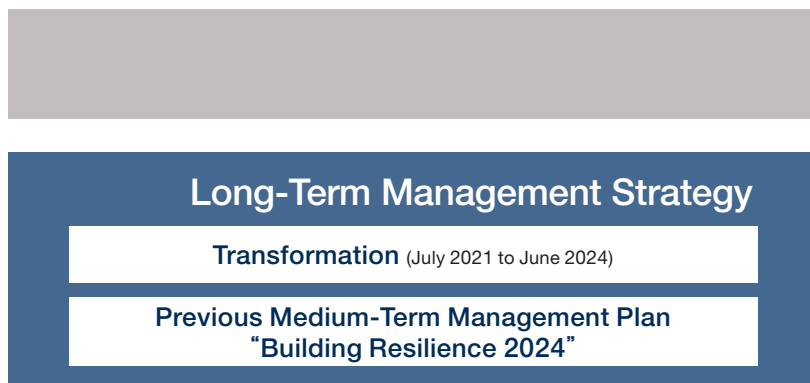 Long-Term Management Strategy
Transformation (July 2021 to June 2024)
Previous Medium-Term Management Plan
“Building Resilience 2024”